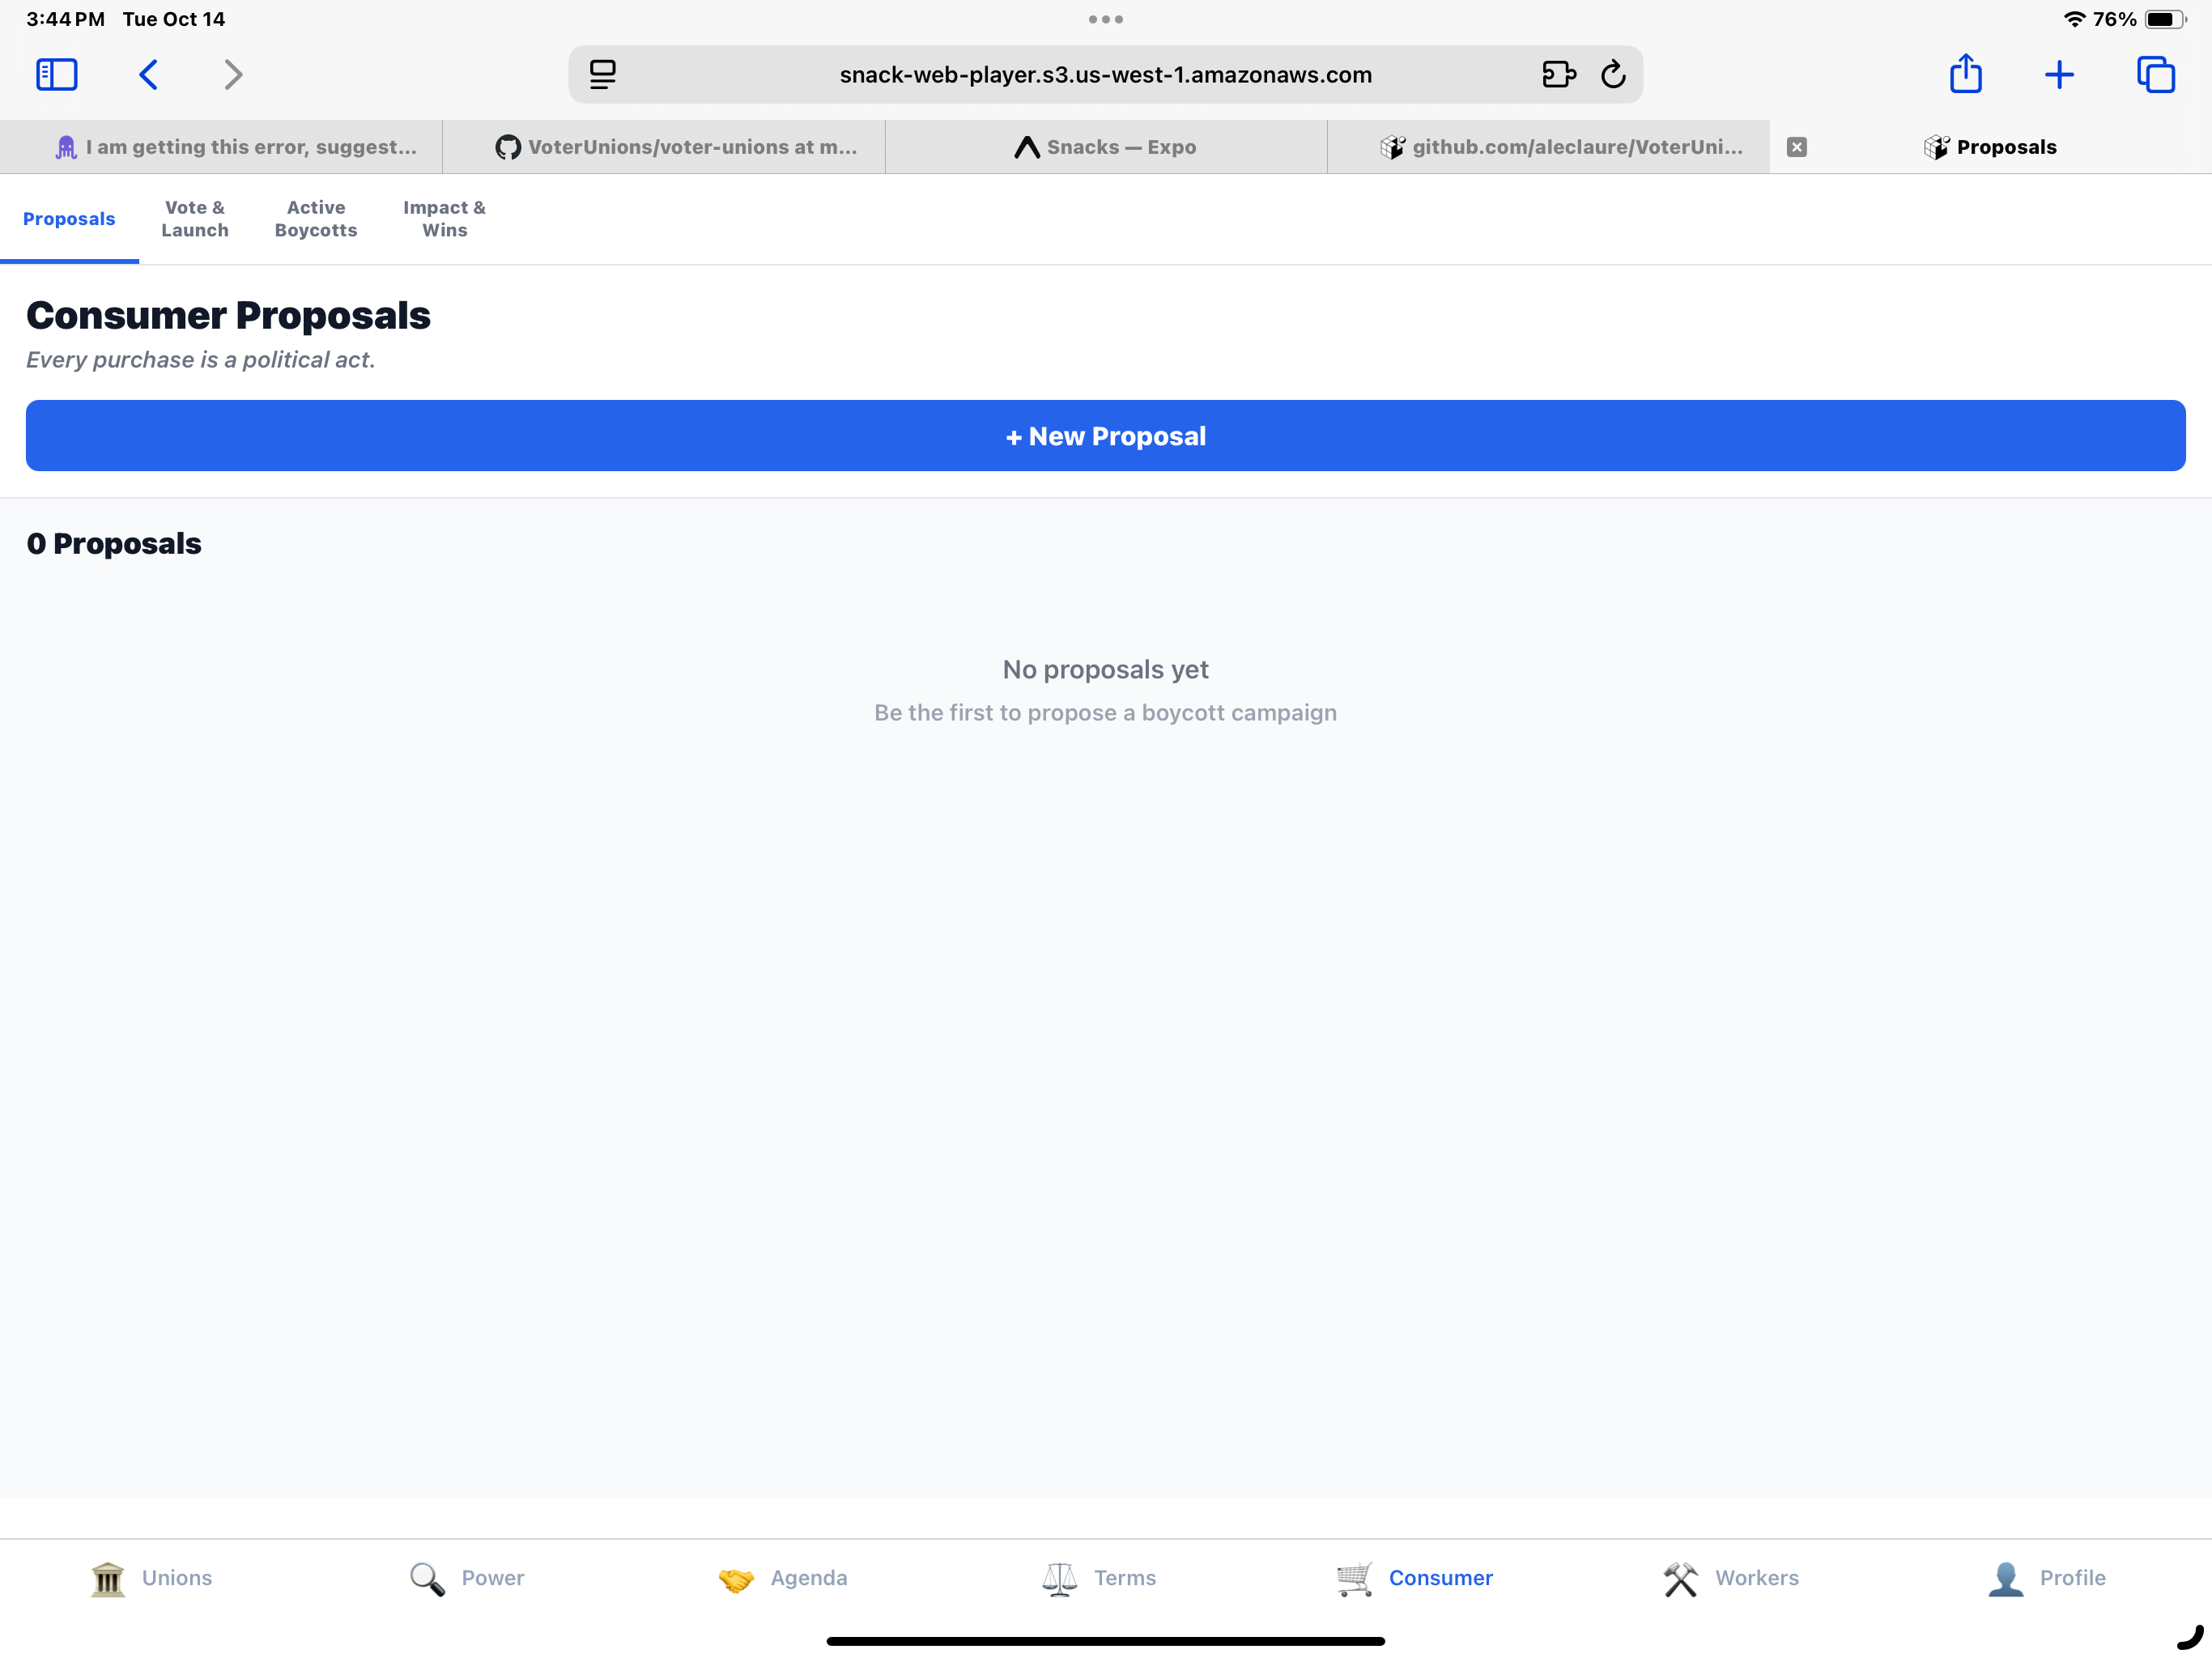 3:44 PM Tue Oct 14
76%
snack-web-player.s3.us-west-1.amazonaws.com
I am getting this error, suggest...
VoterUnions/voter-unions at m...
Snacks — Expo
github.com/aleclaure/VoterUni...
Proposals
Proposals
Vote &
Launch
Active
Boycotts
Impact &
Wins
Consumer Proposals
Every purchase is a political act.
+ New Proposal
0 Proposals
No proposals yet
Be the first to propose a boycott campaign
Unions
Power
Agenda
Terms
Consumer
Workers
Profile